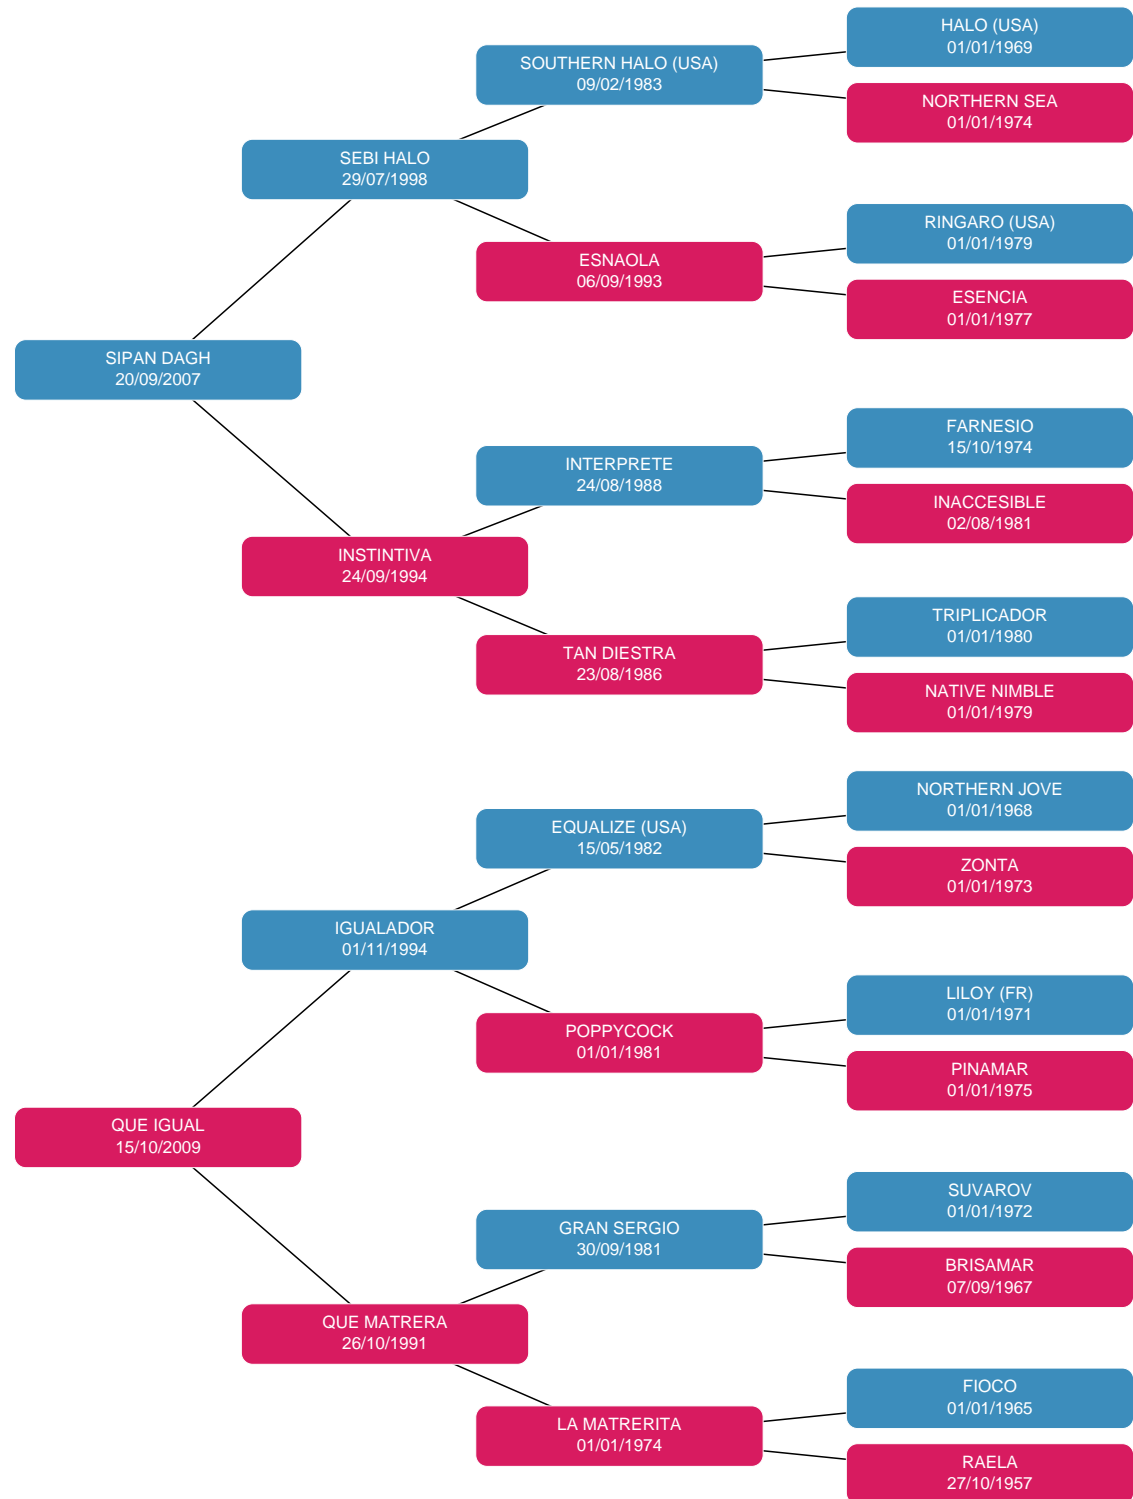 HALO (USA)
01/01/1969
SOUTHERN HALO (USA)
09/02/1983
NORTHERN SEA
01/01/1974
SEBI HALO
29/07/1998
RINGARO (USA)
01/01/1979
ESNAOLA
06/09/1993
ESENCIA
01/01/1977
SIPAN DAGH
20/09/2007
FARNESIO
15/10/1974
INTERPRETE
24/08/1988
INACCESIBLE
02/08/1981
INSTINTIVA
24/09/1994
TRIPLICADOR
01/01/1980
TAN DIESTRA
23/08/1986
NATIVE NIMBLE
01/01/1979
NORTHERN JOVE
01/01/1968
EQUALIZE (USA)
15/05/1982
ZONTA
01/01/1973
IGUALADOR
01/11/1994
LILOY (FR)
01/01/1971
POPPYCOCK
01/01/1981
PINAMAR
01/01/1975
QUE IGUAL
15/10/2009
SUVAROV
01/01/1972
GRAN SERGIO
30/09/1981
BRISAMAR
07/09/1967
QUE MATRERA
26/10/1991
FIOCO
01/01/1965
LA MATRERITA
01/01/1974
RAELA
27/10/1957